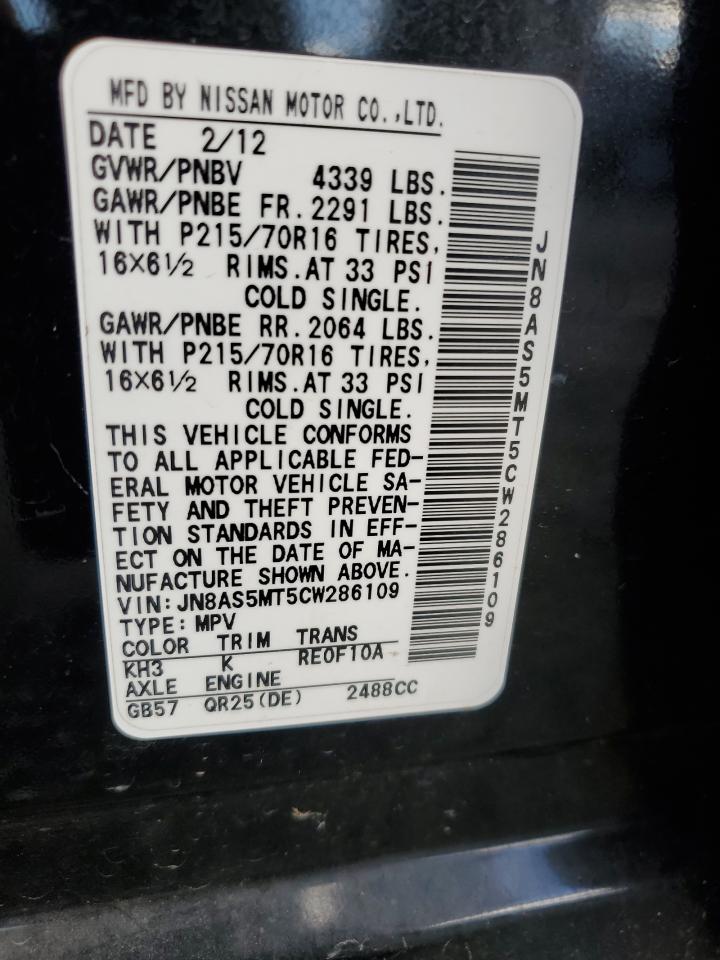 MFD BY NISSAN MOTOR CO.,LTD.
DATE 2/12
GVWR/PNBV 4339 LBS.
GAWR/PNBE FR.2291 LBS.
WITH P215/70R16 TIRES,
16X6½ RIMS.AT 33 PSI
COLD SINGLE.
GAWR/PNBE RR.2064 LBS.
WITH P215/70R16 TIRES,
16X6½ RIMS.AT 33 PSI
COLD SINGLE.
THIS VEHICLE CONFORMS
TO ALL APPLICABLE FED-
ERAL MOTOR VEHICLE SA-
FETY AND THEFT PREVEN-
TION STANDARDS IN EFF-
ECT ON THE DATE OF MA-
NUFACTURE SHOWN ABOVE.
VIN:JN8AS5MT5CW286109
TYPE:MPV
COLOR TRIM TRANS
KH3 K RE0F10A
AXLE ENGINE
GB57 QR25(DE) 2488CC
JN8AS5MT5CW286109